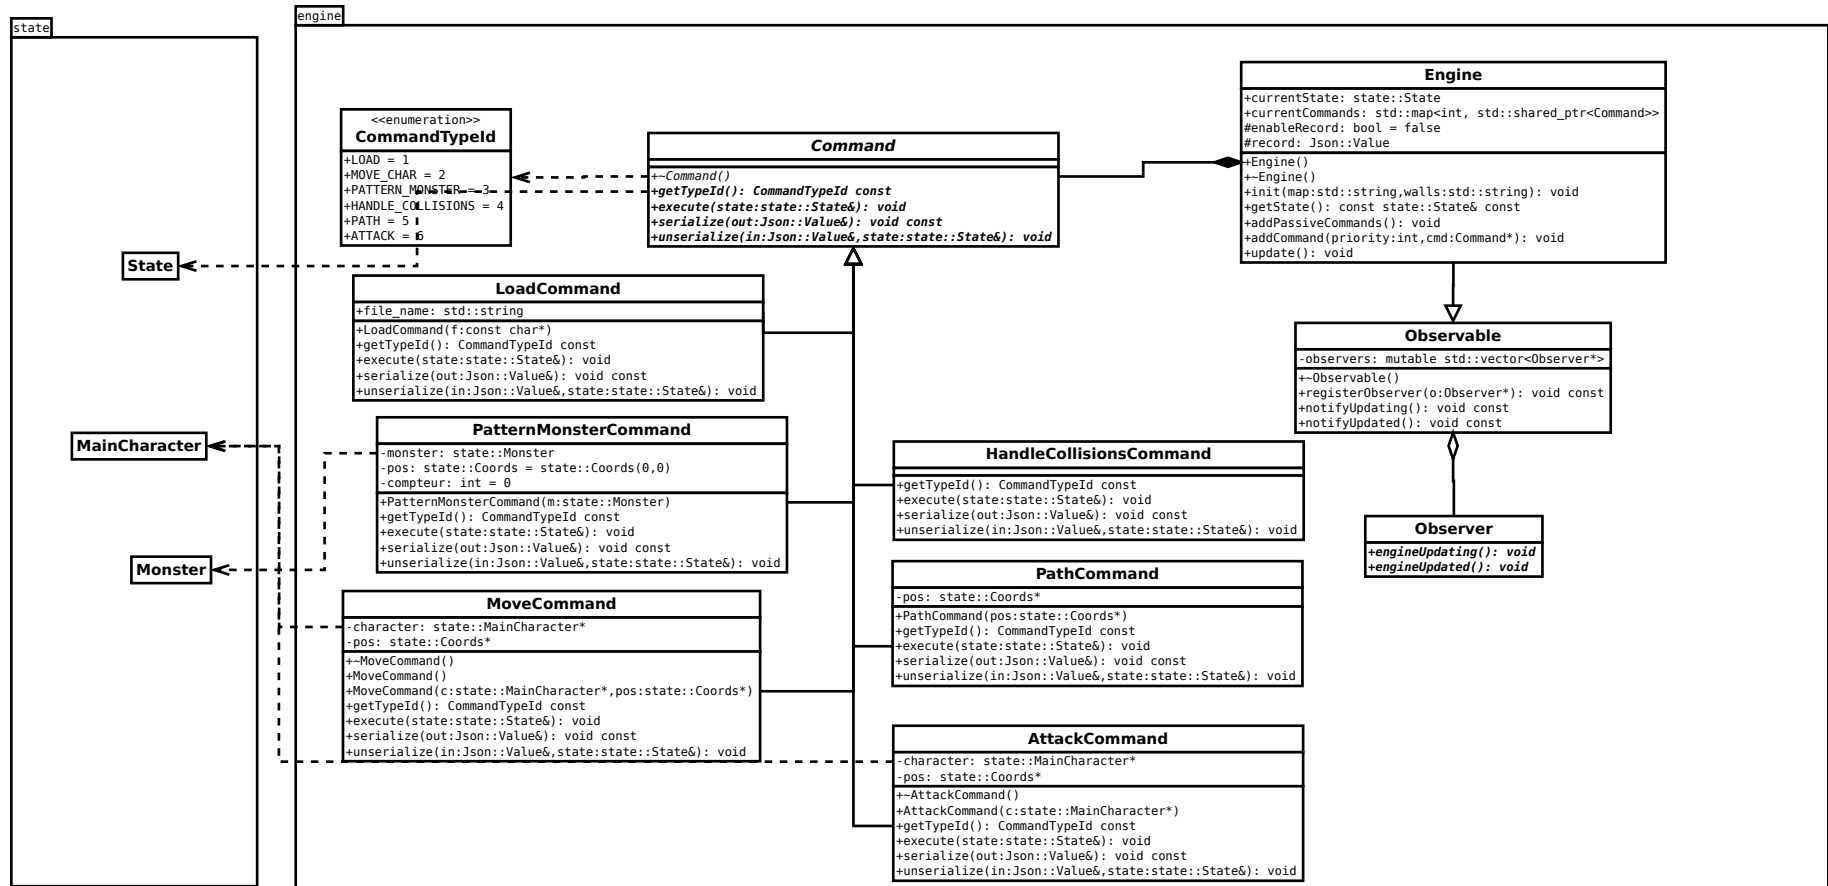 state
engine
State
MainCharacter
Monster
<<enumeration>>
CommandTypeId
+LOAD = 1
+MOVE_CHAR = 2
+PATTERN_MONSTER = 3
+HANDLE_COLLISIONS = 4
+PATH = 5
+ATTACK = 6
Command
+~Command()
+getTypeId(): CommandTypeId const
+execute(state:state::State&): void
+serialize(out:Json::Value&): void const
+unserialize(in:Json::Value&,state:state::State&): void
Engine
+currentState: state::State
+currentCommands: std::map<int, std::shared_ptr<Command>>
#enableRecord: bool = false
#record: Json::Value
+Engine()
+~Engine()
+init(map:std::string,walls:std::string): void
+getState(): const state::State& const
+addPassiveCommands(): void
+addCommand(priority:int,cmd:Command*): void
+update(): void
LoadCommand
+file_name: std::string
+LoadCommand(f:const char*)
+getTypeId(): CommandTypeId const
+execute(state:state::State&): void
+serialize(out:Json::Value&): void const
+unserialize(in:Json::Value&,state:state::State&): void
Observable
-observers: mutable std::vector<Observer*>
+~Observable()
+registerObserver(o:Observer*): void const
+notifyUpdating(): void const
+notifyUpdated(): void const
PatternMonsterCommand
-monster: state::Monster
-pos: state::Coords = state::Coords(0,0)
-compteur: int = 0
+PatternMonsterCommand(m:state::Monster)
+getTypeId(): CommandTypeId const
+execute(state:state::State&): void
+serialize(out:Json::Value&): void const
+unserialize(in:Json::Value&,state:state::State&): void
HandleCollisionsCommand
+getTypeId(): CommandTypeId const
+execute(state:state::State&): void
+serialize(out:Json::Value&): void const
+unserialize(in:Json::Value&,state:state::State&): void
Observer
+engineUpdating(): void
+engineUpdated(): void
MoveCommand
-character: state::MainCharacter*
-pos: state::Coords*
+~MoveCommand()
+MoveCommand()
+MoveCommand(c:state::MainCharacter*,pos:state::Coords*)
+getTypeId(): CommandTypeId const
+execute(state:state::State&): void
+serialize(out:Json::Value&): void const
+unserialize(in:Json::Value&,state:state::State&): void
PathCommand
-pos: state::Coords*
+PathCommand(pos:state::Coords*)
+getTypeId(): CommandTypeId const
+execute(state:state::State&): void
+serialize(out:Json::Value&): void const
+unserialize(in:Json::Value&,state:state::State&): void
AttackCommand
-character: state::MainCharacter*
-pos: state::Coords*
+~AttackCommand()
+AttackCommand(c:state::MainCharacter*)
+getTypeId(): CommandTypeId const
+execute(state:state::State&): void
+serialize(out:Json::Value&): void const
+unserialize(in:Json::Value&,state:state::State&): void